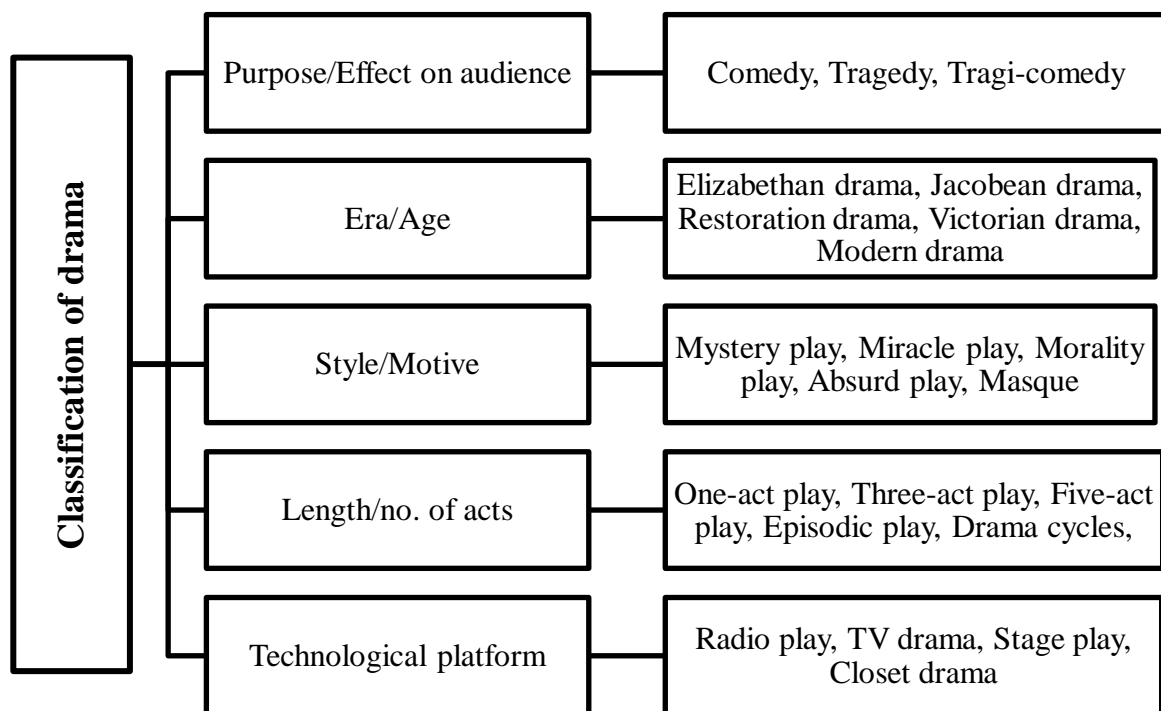 Classification of drama
Purpose/Effect on audience
Comedy, Tragedy, Tragi-comedy
Era/Age
Elizabethan drama, Jacobean drama,
Restoration drama, Victorian drama,
Modern drama
Style/Motive
Mystery play, Miracle play, Morality
play, Absurd play, Masque
Length/no. of acts
One-act play, Three-act play, Five-act
play, Episodic play, Drama cycles,
Technological platform
Radio play, TV drama, Stage play,
Closet drama